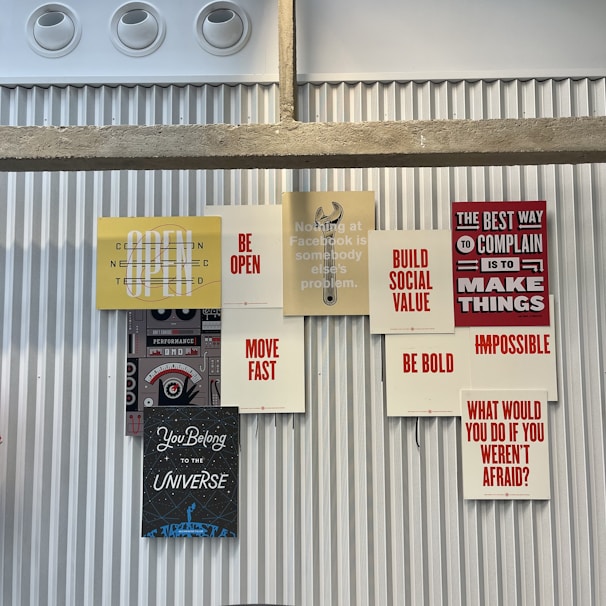 OPEN
CONNECTED
OPEN
BE
OPEN
Nothing at
Facebook is
somebody
else's
problem.
BUILD
SOCIAL
VALUE
THE BEST WAY
TO COMPLAIN
IS TO
MAKE
THINGS
PERFORMANCE
MOVE
FAST
BE BOLD
IMPOSSIBLE
You Belong
TO THE
UNIVERSE
WHAT WOULD
YOU DO IF YOU
WEREN'T
AFRAID?